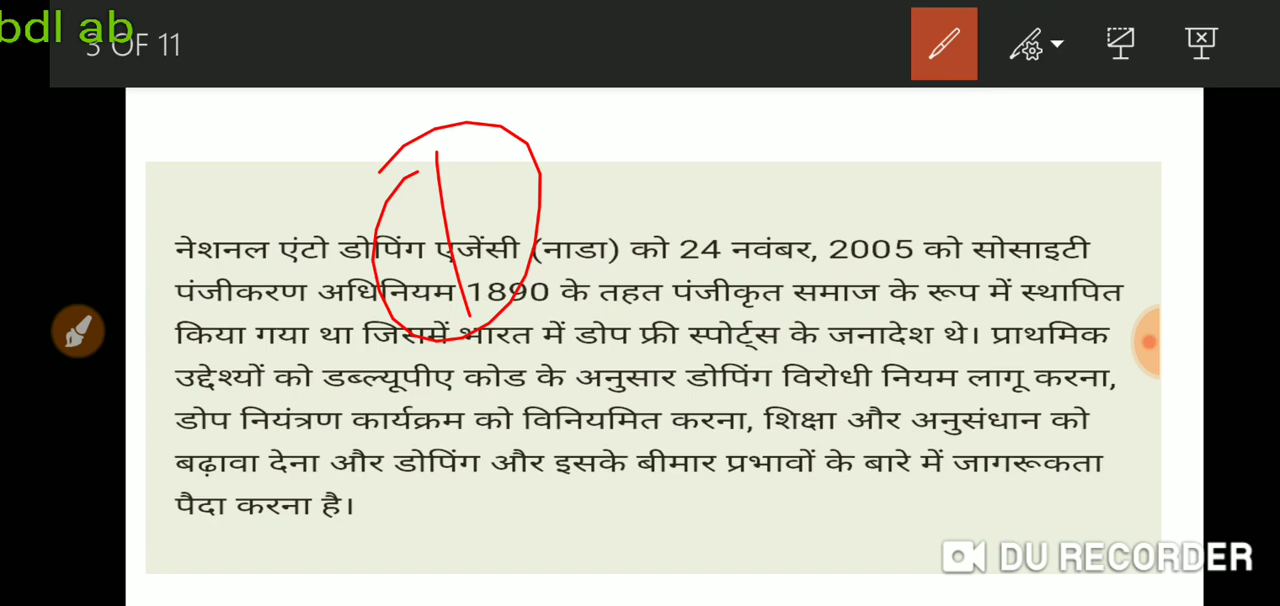 bdl ab
3 OF 11
नेशनल एंटो डोपिंग एजेंसी (नाडा) को 24 नवंबर, 2005 को सोसाइटी
पंजीकरण अधिनियम 1890 के तहत पंजीकृत समाज के रूप में स्थापित
किया गया था जिसमें भारत में डोप फ्री स्पोर्ट्स के जनादेश थे। प्राथमिक
उद्देश्यों को डब्ल्यूपीए कोड के अनुसार डोपिंग विरोधी नियम लागू करना,
डोप नियंत्रण कार्यक्रम को विनियमित करना, शिक्षा और अनुसंधान को
बढ़ावा देना और डोपिंग और इसके बीमार प्रभावों के बारे में जागरूकता
पैदा करना है।
DU RECORDER